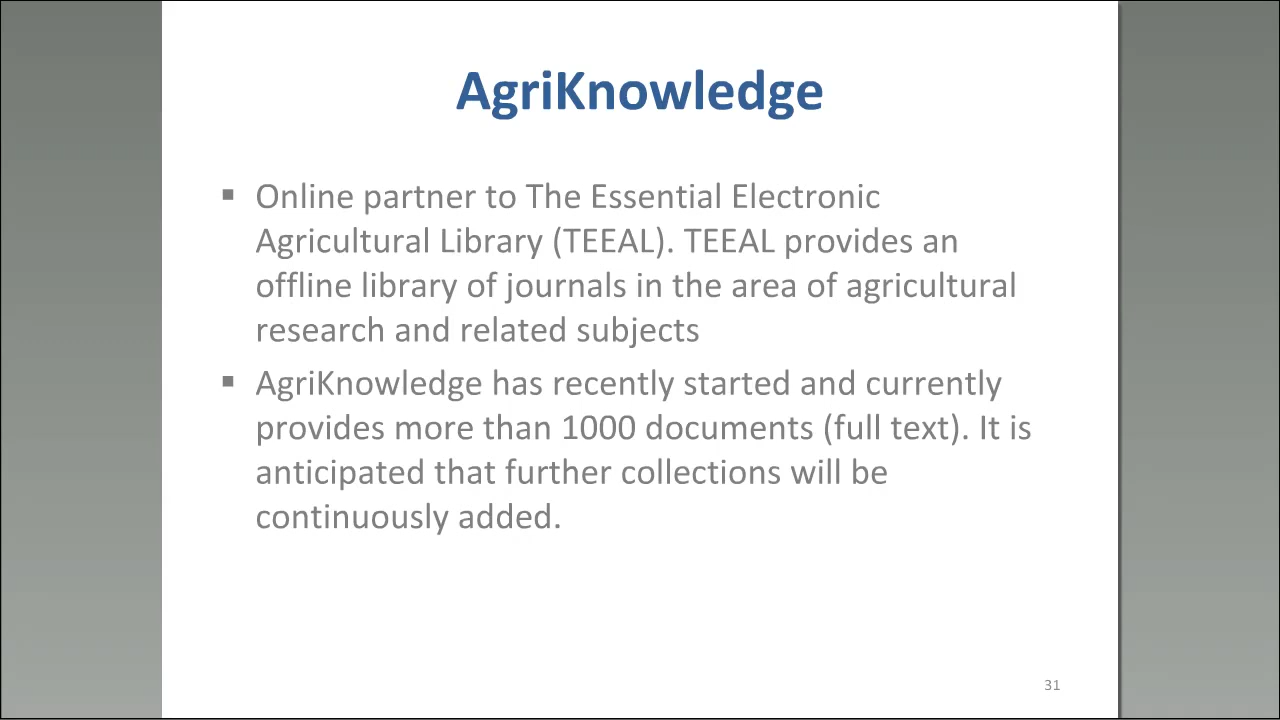 AgriKnowledge
▪ Online partner to The Essential Electronic
Agricultural Library (TEEAL). TEEAL provides an
offline library of journals in the area of agricultural
research and related subjects
▪ AgriKnowledge has recently started and currently
provides more than 1000 documents (full text). It is
anticipated that further collections will be
continuously added.
31